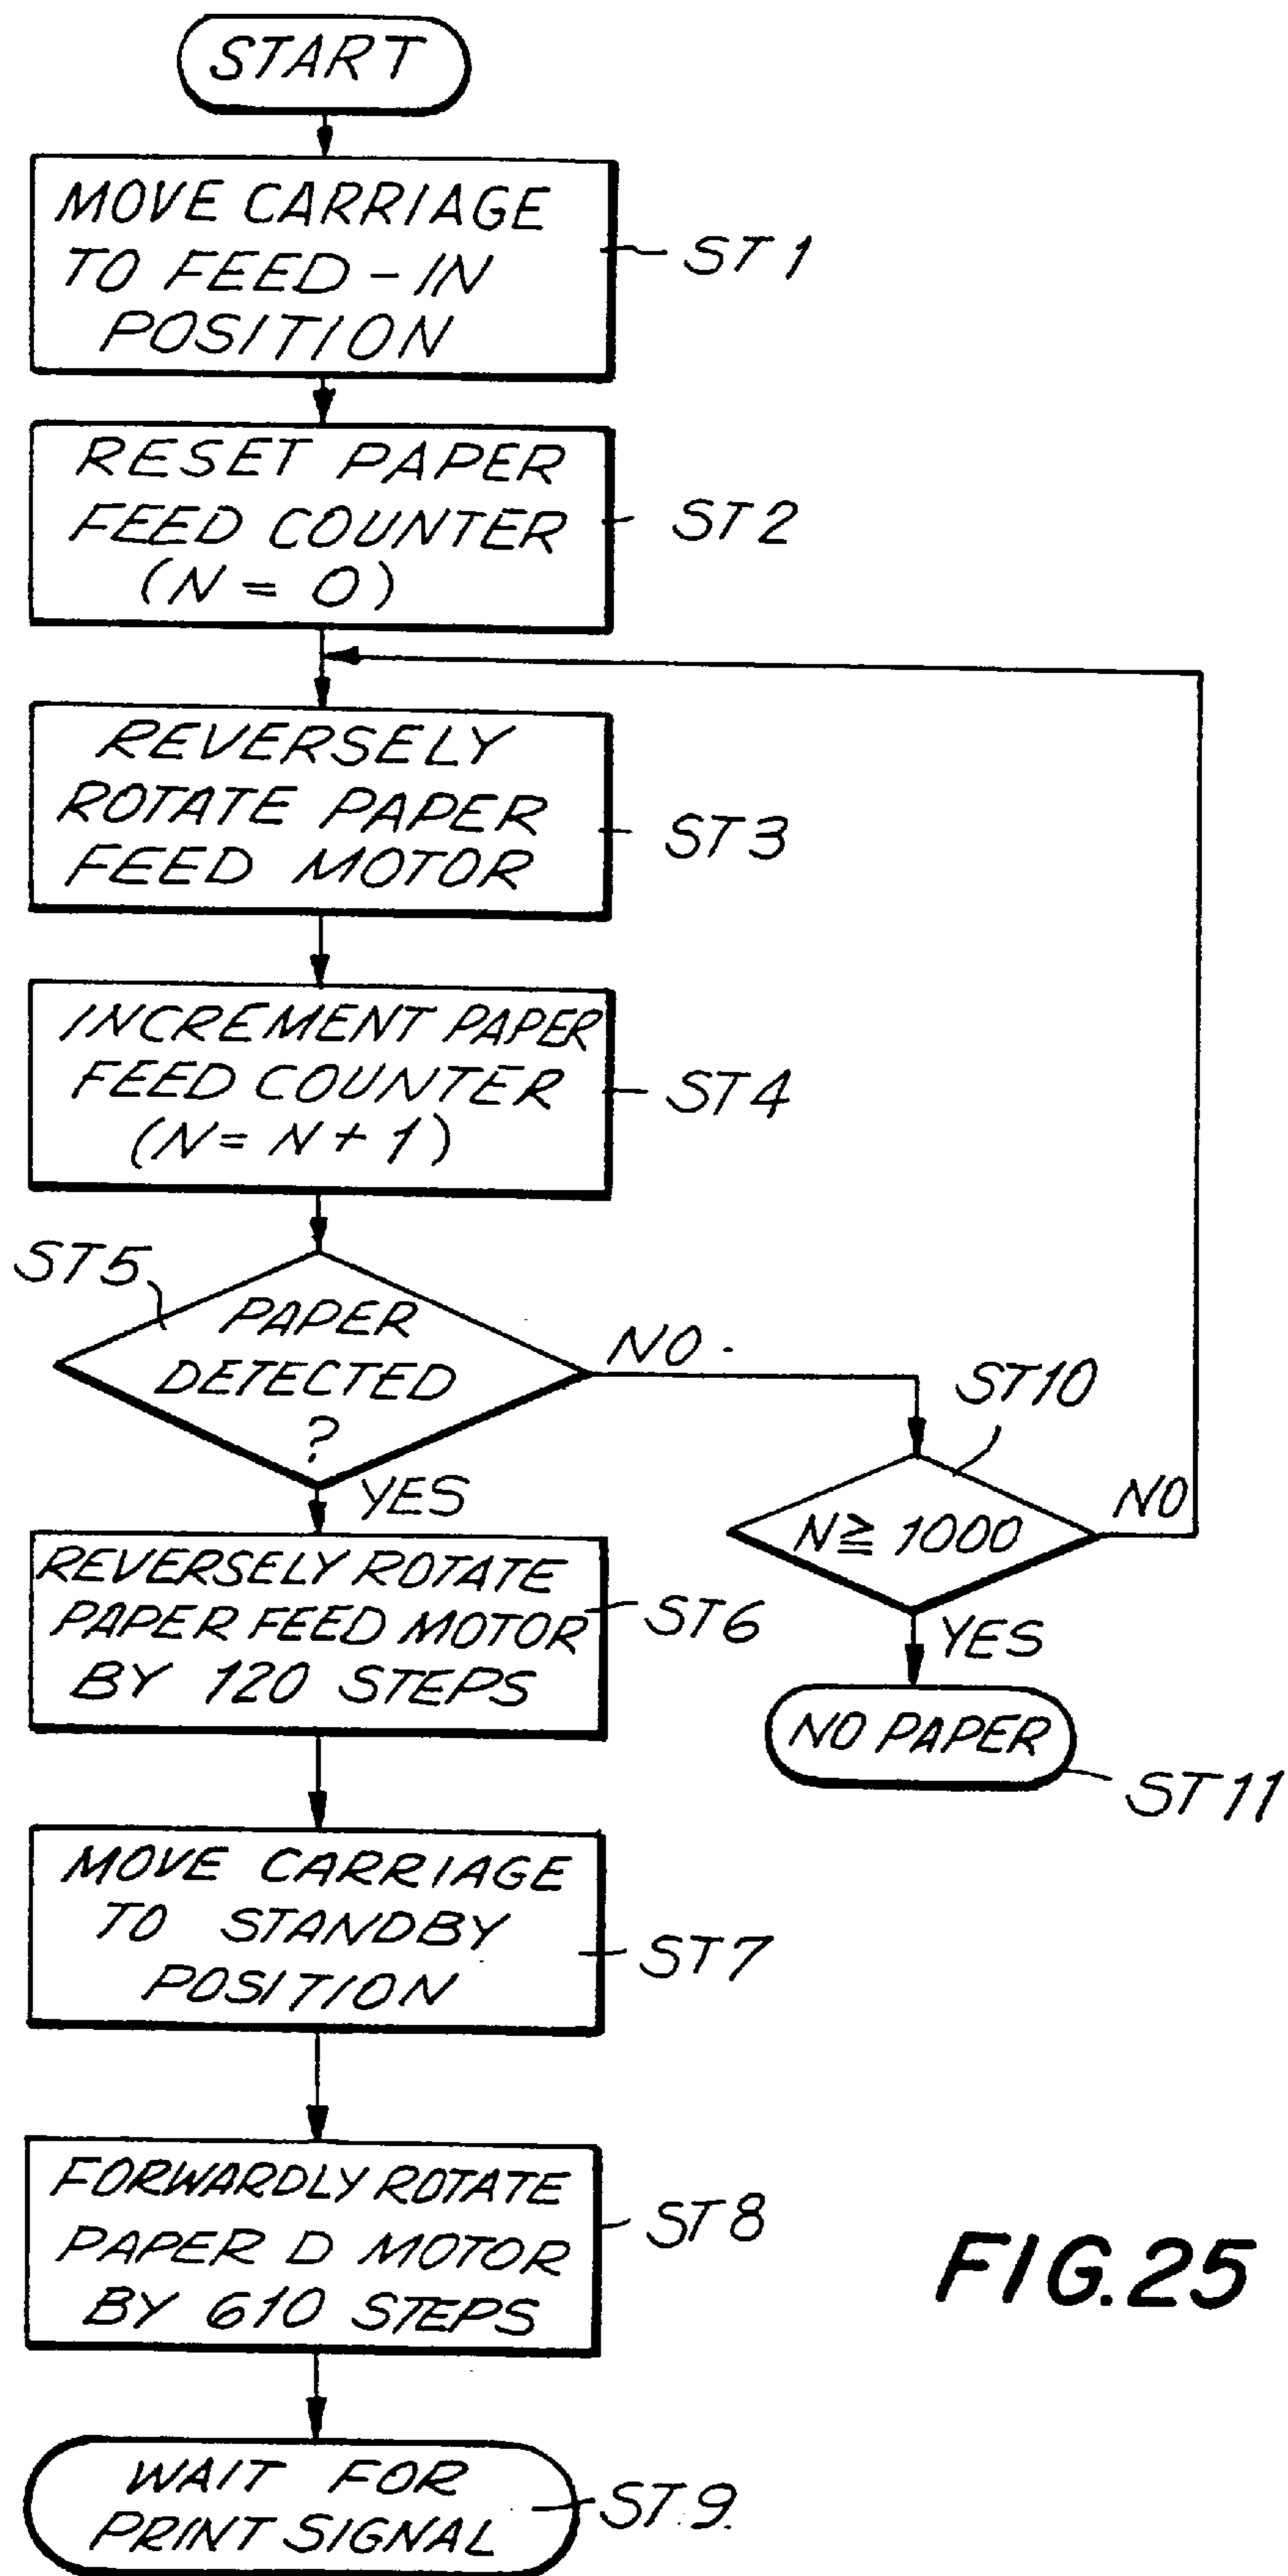 START
MOVE CARRIAGE
TO FEED-IN
POSITION
ST1
RESET PAPER
FEED COUNTER
(N = 0)
ST2
REVERSELY
ROTATE PAPER
FEED MOTOR
ST3
INCREMENT PAPER
FEED COUNTER
(N = N + 1)
ST4
ST5
PAPER
DETECTED
?
NO
YES
ST10
N ≧ 1000
NO
YES
NO PAPER
ST11
REVERSELY ROTATE
PAPER FEED MOTOR
BY 120 STEPS
ST6
MOVE CARRIAGE
TO STANDBY
POSITION
ST7
FORWARDLY ROTATE
PAPER D MOTOR
BY 610 STEPS
ST8
WAIT FOR
PRINT SIGNAL
ST9
FIG.25